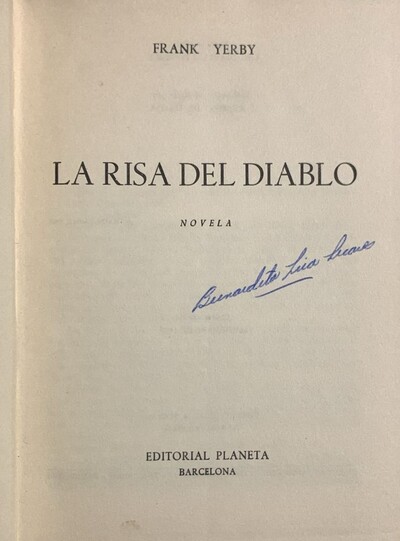 FRANK YERBY
LA RISA DEL DIABLO
NOVELA
Bernardita
EDITORIAL PLANETA
BARCELONA